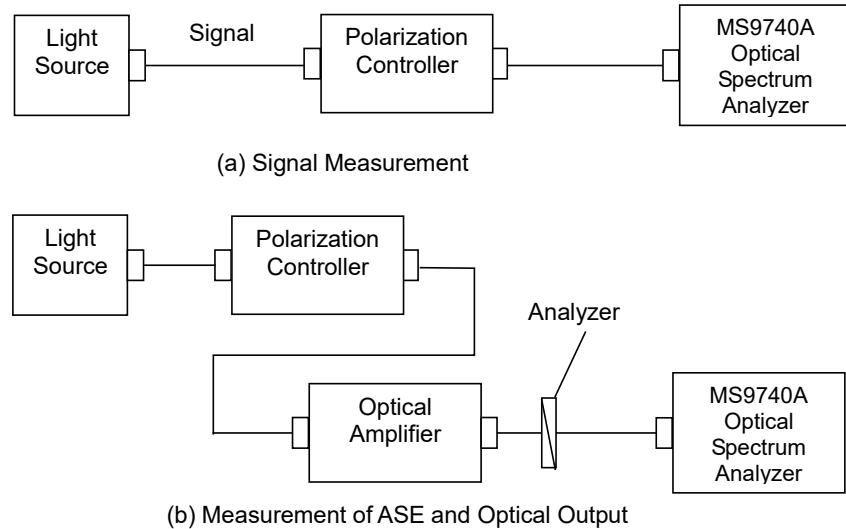 Light
Source
Signal
Polarization
Controller
MS9740A
Optical
Spectrum
Analyzer
(a) Signal Measurement
Light
Source
Polarization
Controller
Analyzer
Optical
Amplifier
MS9740A
Optical
Spectrum
Analyzer
(b) Measurement of ASE and Optical Output